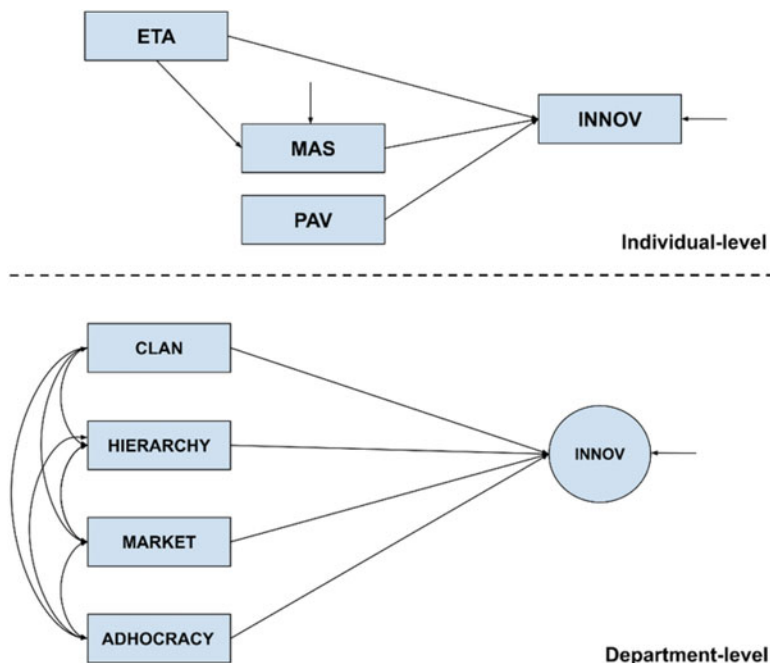 ETA
MAS
INNOV
PAV
Individual-level
CLAN
HIERARCHY
INNOV
MARKET
ADHOCRACY
Department-level